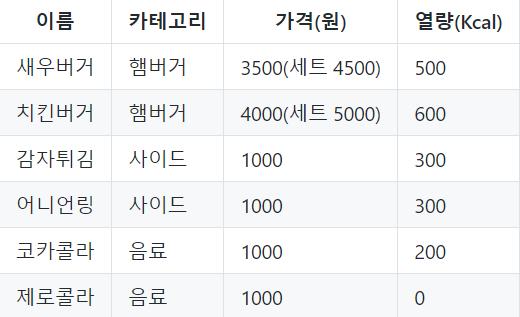 이름 카테고리 가격(원) 열량(Kcal)
새우버거 햄버거 3500(세트 4500) 500
치킨버거 햄버거 4000(세트 5000) 600
감자튀김 사이드 1000 300
어니언링 사이드 1000 300
코카콜라 음료 1000 200
제로콜라 음료 1000 0